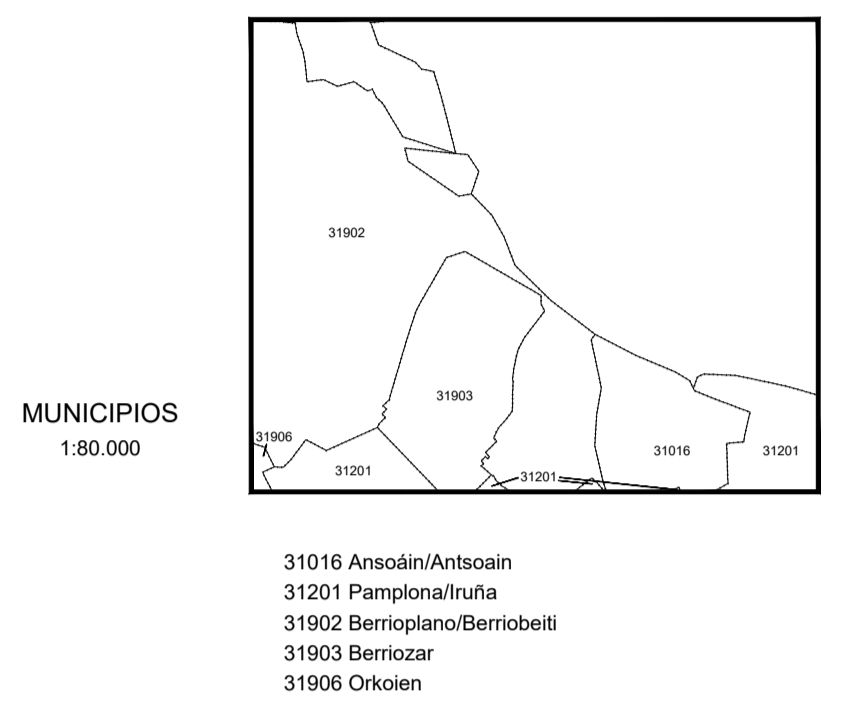 31902
31903
MUNICIPIOS
1:80.000
31906
31201
31201
31016
31201
31016 Ansoáin/Antsoain
31201 Pamplona/Iruña
31902 Berrioplano/Berriobeiti
31903 Berriozar
31906 Orkoien